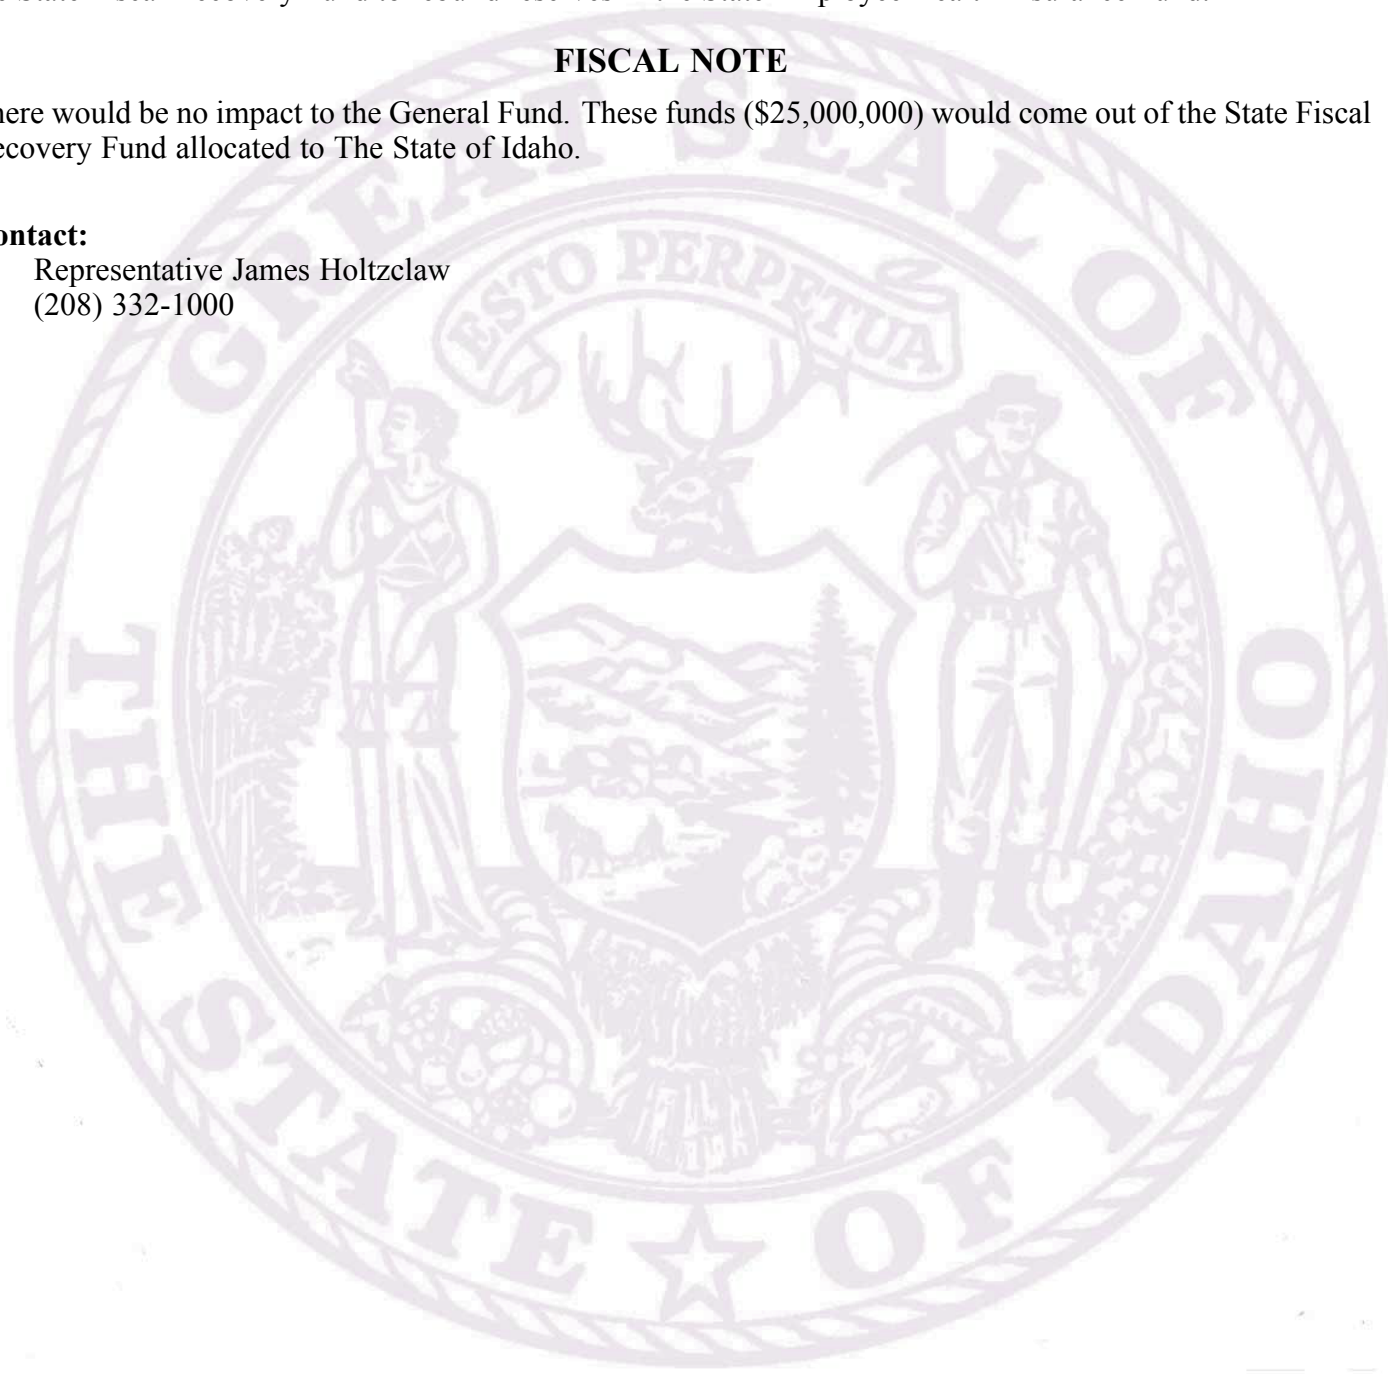 FISCAL NOTE
here would be no impact to the General Fund. These funds ($25,000,000) would come out of the State Fiscal
ecovery Fund allocated to The State of Idaho.
ontact:
Representative James Holtzclaw
(208) 332-1000
GREAT SEAL OF
ESTO PERPETUA
THE STATE OF IDAHO